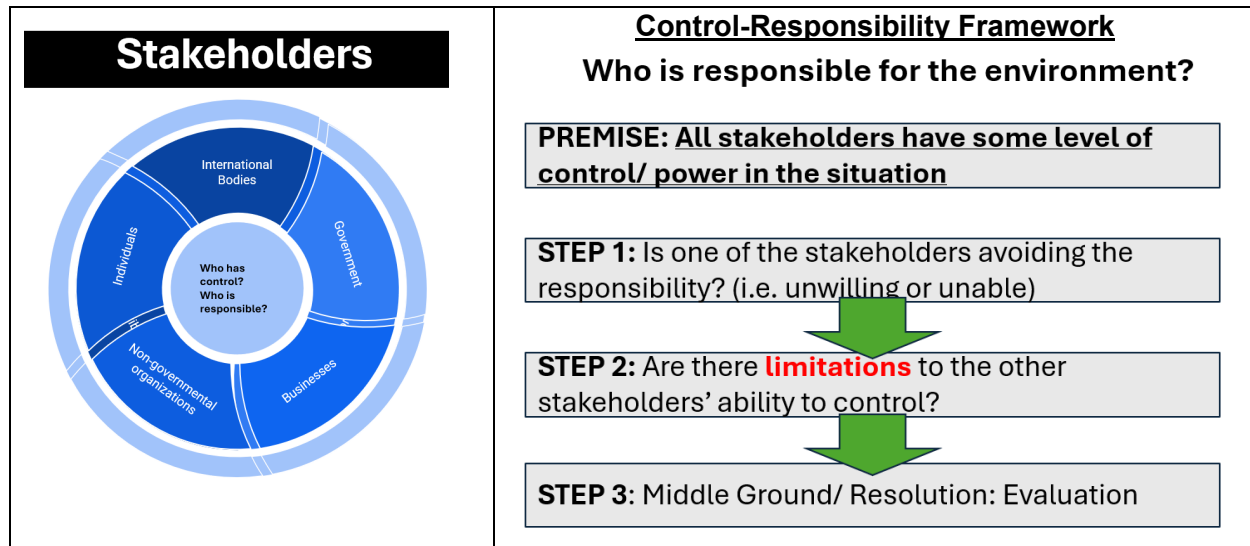 Stakeholders
International
Bodies
Government
Individuals
Who has
control?
Who is
responsible?
Non-governmental
organizations
Businesses
Control-Responsibility Framework
Who is responsible for the environment?
PREMISE: All stakeholders have some level of
control/ power in the situation
STEP 1: Is one of the stakeholders avoiding the
responsibility? (i.e. unwilling or unable)
STEP 2: Are there limitations to the other
stakeholders’ ability to control?
STEP 3: Middle Ground/ Resolution: Evaluation